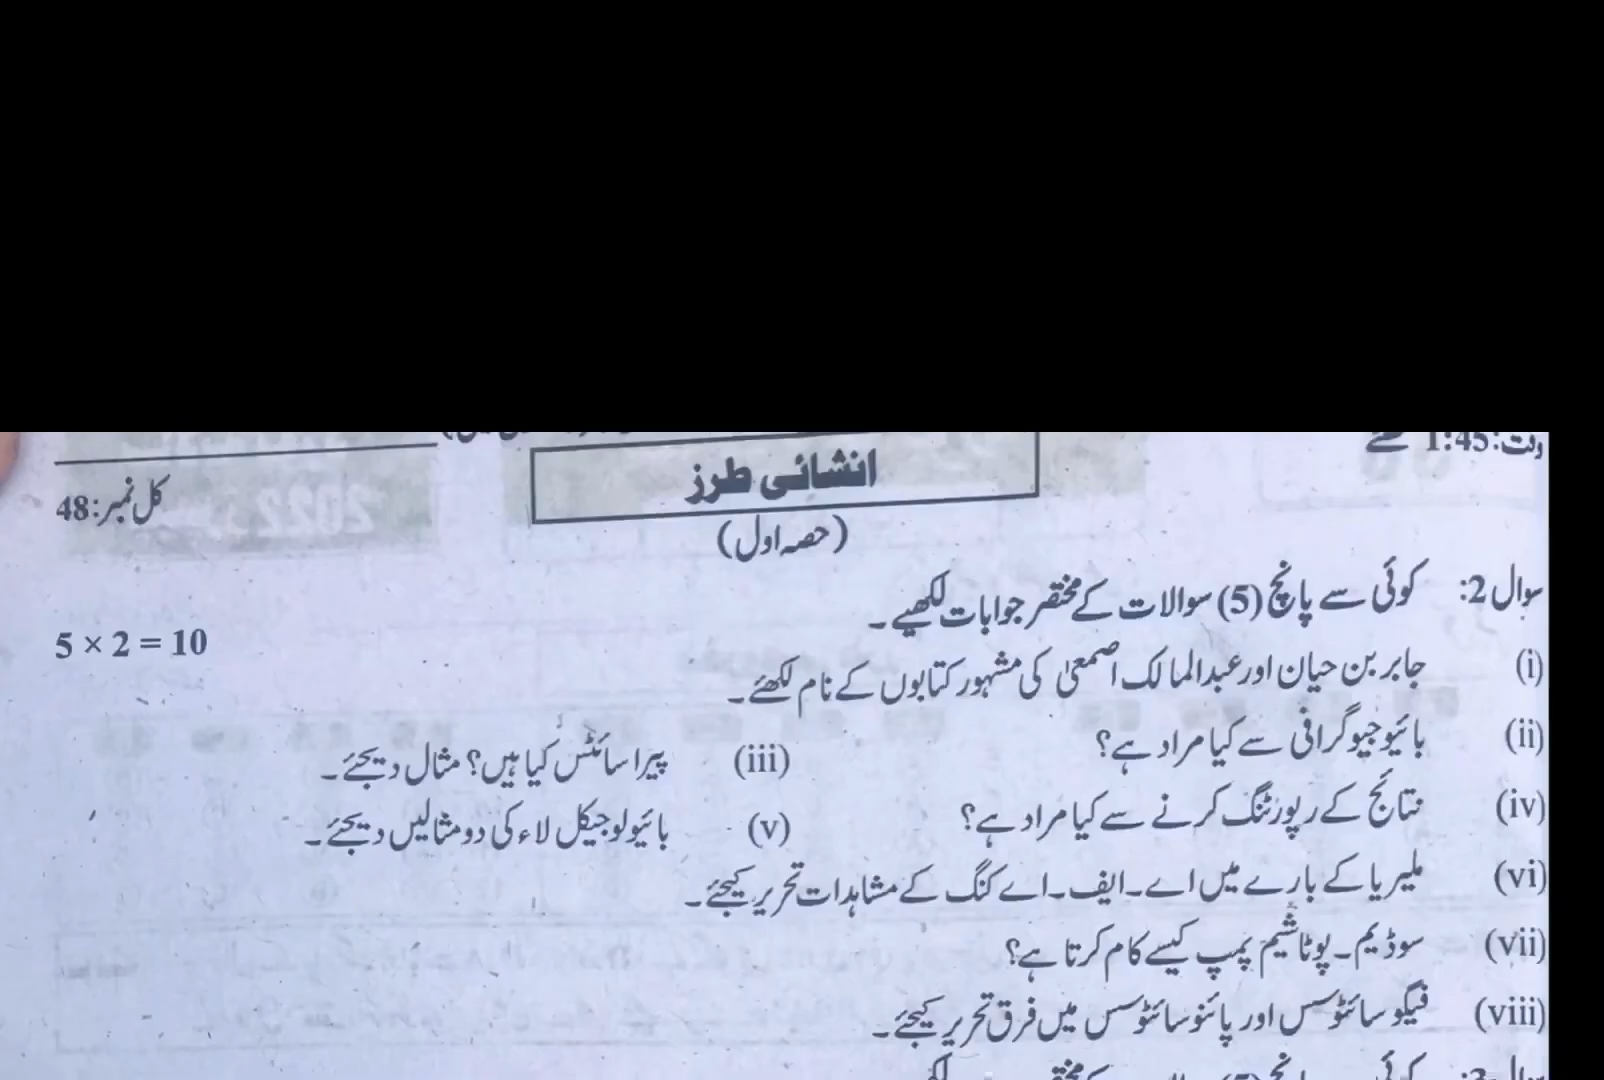 وقت: 1:45 گھنٹے
انشائی طرز
کل نمبر: 48
(حصہ اول)
سوال 2: کوئی سے پانچ (5) سوالات کے مختصر جوابات لکھیے۔
5 × 2 = 10
(i) جابر بن حیان اور عبدالمالک اصمعیٰ کی مشہور کتابوں کے نام لکھئے۔
(ii) بائیوجیوگرافی سے کیا مراد ہے؟ (iii) پیراسائٹس کیا ہیں؟ مثال دیجئے۔
(iv) نتائج کے رپورٹنگ کرنے سے کیا مراد ہے؟ (v) بائیولوجیکل لاء کی دو مثالیں دیجئے۔
(vi) ملیریا کے بارے میں اے۔ایف۔اے کنگ کے مشاہدات تحریر کیجئے۔
(vii) سوڈیم۔پوٹاشیم پمپ کیسے کام کرتا ہے؟
(viii) فیگوسائٹوسس اور پائنوسائٹوسس میں فرق تحریر کیجئے۔